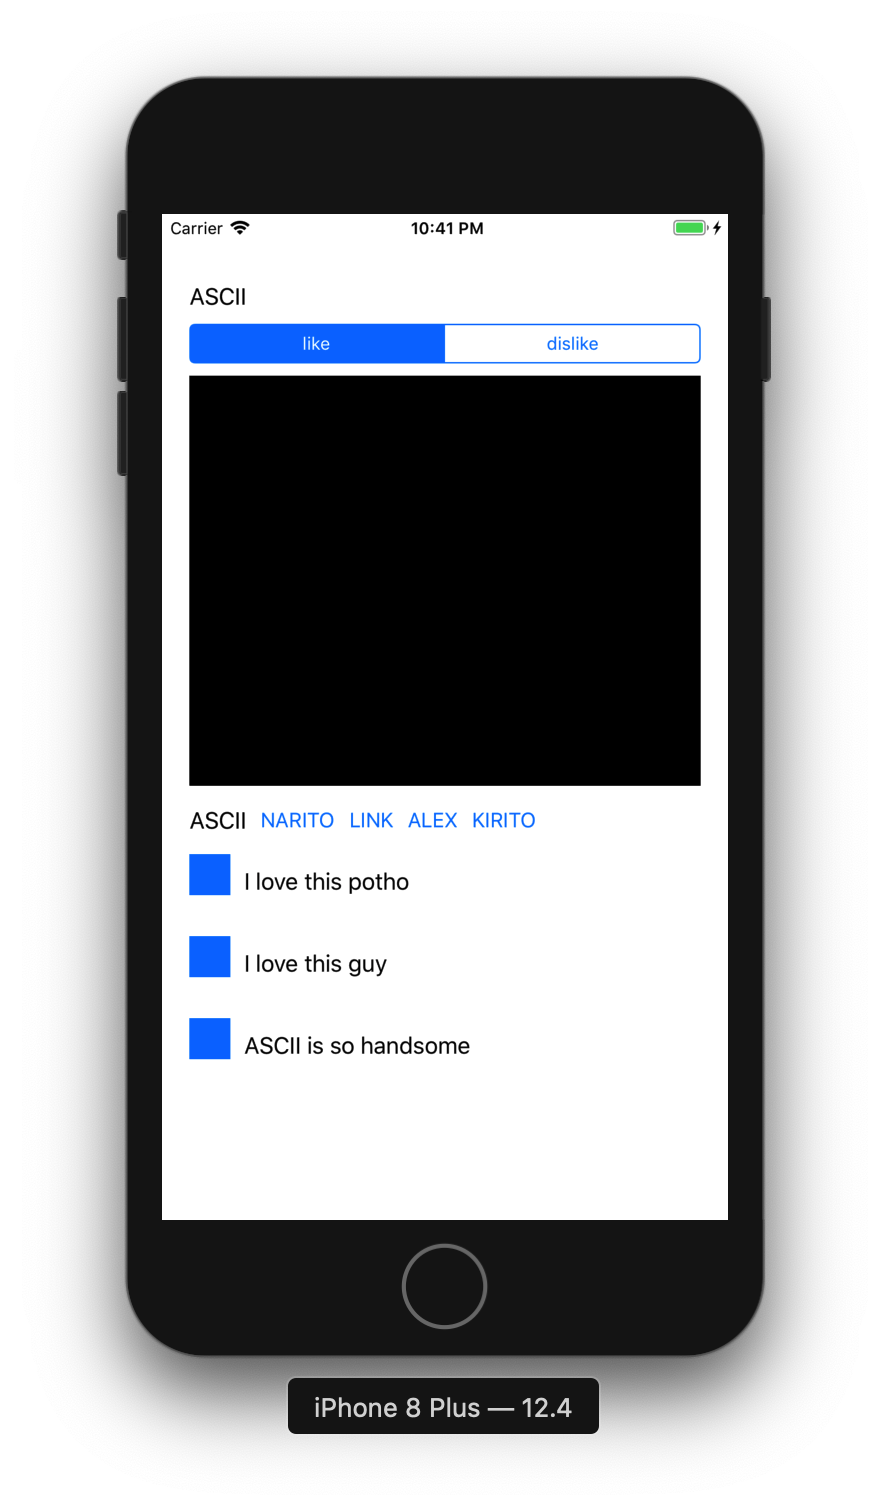 Carrier 10:41 PM
ASCII
like dislike
ASCII NARITO LINK ALEX KIRITO
I love this potho
I love this guy
ASCII is so handsome
iPhone 8 Plus — 12.4